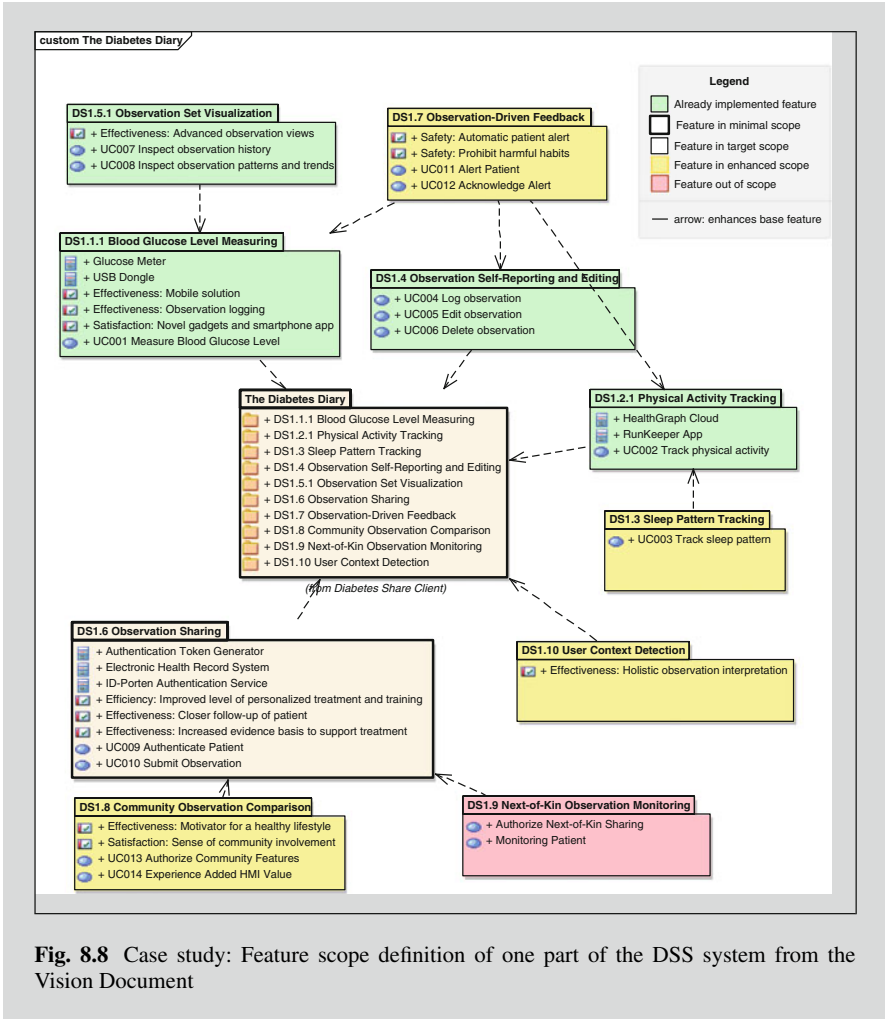 custom The Diabetes Diary
Legend
Already implemented feature
Feature in minimal scope
Feature in target scope
Feature in enhanced scope
Feature out of scope
arrow: enhances base feature
DS1.5.1 Observation Set Visualization
+ Effectiveness: Advanced observation views
+ UC007 Inspect observation history
+ UC008 Inspect observation patterns and trends
DS1.7 Observation-Driven Feedback
+ Safety: Automatic patient alert
+ Safety: Prohibit harmful habits
+ UC011 Alert Patient
+ UC012 Acknowledge Alert
DS1.1.1 Blood Glucose Level Measuring
+ Glucose Meter
+ USB Dongle
+ Effectiveness: Mobile solution
+ Effectiveness: Observation logging
+ Satisfaction: Novel gadgets and smartphone app
+ UC001 Measure Blood Glucose Level
DS1.4 Observation Self-Reporting and Editing
+ UC004 Log observation
+ UC005 Edit observation
+ UC006 Delete observation
The Diabetes Diary
+ DS1.1.1 Blood Glucose Level Measuring
+ DS1.2.1 Physical Activity Tracking
+ DS1.3 Sleep Pattern Tracking
+ DS1.4 Observation Self-Reporting and Editing
+ DS1.5.1 Observation Set Visualization
+ DS1.6 Observation Sharing
+ DS1.7 Observation-Driven Feedback
+ DS1.8 Community Observation Comparison
+ DS1.9 Next-of-Kin Observation Monitoring
+ DS1.10 User Context Detection
(from Diabetes Share Client)
DS1.2.1 Physical Activity Tracking
+ HealthGraph Cloud
+ RunKeeper App
+ UC002 Track physical activity
DS1.3 Sleep Pattern Tracking
+ UC003 Track sleep pattern
DS1.6 Observation Sharing
+ Authentication Token Generator
+ Electronic Health Record System
+ ID-Porten Authentication Service
+ Efficiency: Improved level of personalized treatment and training
+ Effectiveness: Closer follow-up of patient
+ Effectiveness: Increased evidence basis to support treatment
+ UC009 Authenticate Patient
+ UC010 Submit Observation
DS1.10 User Context Detection
+ Effectiveness: Holistic observation interpretation
DS1.8 Community Observation Comparison
+ Effectiveness: Motivator for a healthy lifestyle
+ Satisfaction: Sense of community involvement
+ UC013 Authorize Community Features
+ UC014 Experience Added HMI Value
DS1.9 Next-of-Kin Observation Monitoring
+ Authorize Next-of-Kin Sharing
+ Monitoring Patient
Fig. 8.8 Case study: Feature scope definition of one part of the DSS system from the
Vision Document